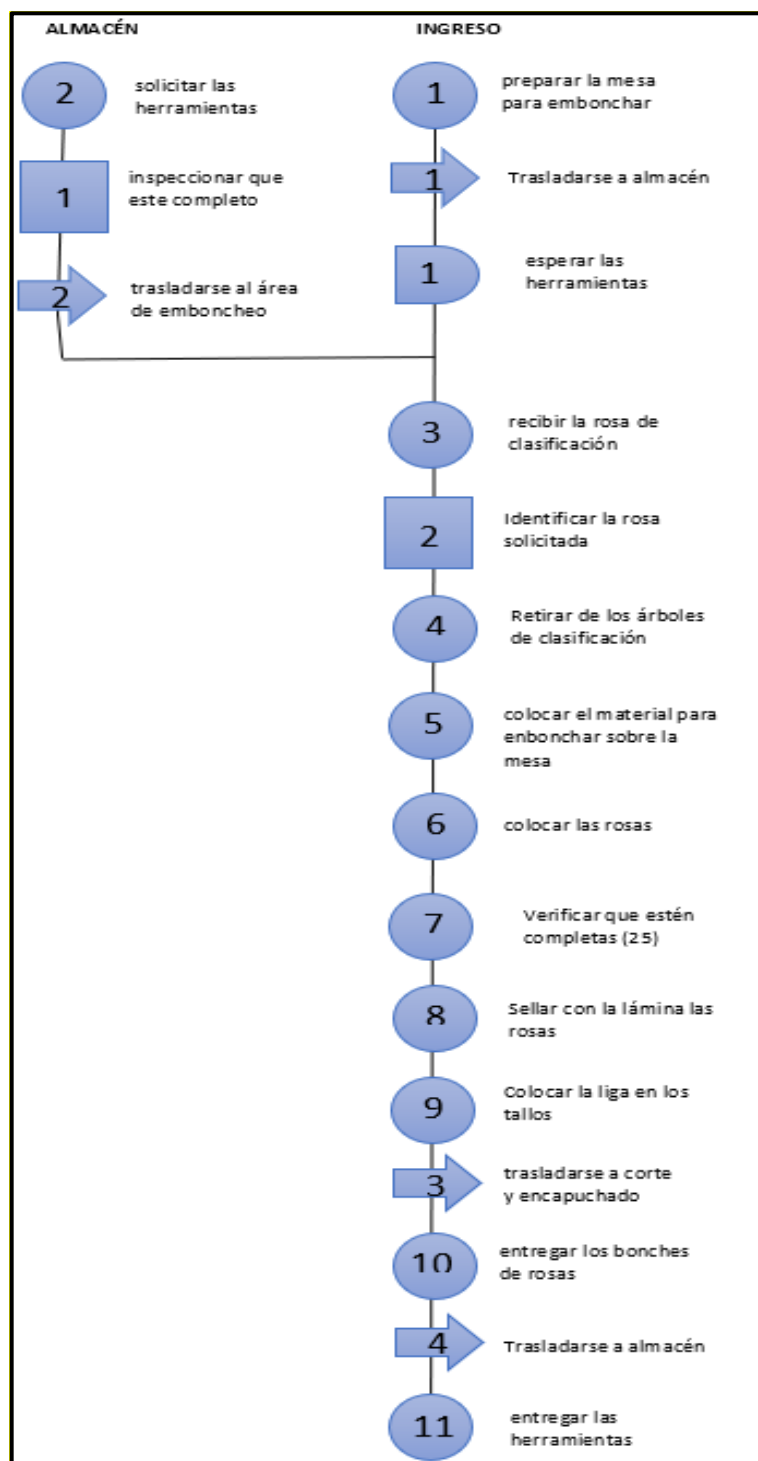 ALMACÉN
INGRESO
2
solicitar las
herramientas
1
inspeccionar que
este completo
2
trasladarse al área
de emboncheo
1
preparar la mesa
para embonchar
1
Trasladarse a almacén
1
esperar las
herramientas
3
recibir la rosa de
clasificación
2
Identificar la rosa
solicitada
4
Retirar de los árboles
de clasificación
5
colocar el material para
enbonchar sobre la
mesa
6
colocar las rosas
7
Verificar que estén
completas (25)
8
Sellar con la lámina las
rosas
9
Colocar la liga en los
tallos
3
trasladarse a corte
y encapuchado
10
entregar los bonches
de rosas
4
Trasladarse a almacén
11
entregar las
herramientas